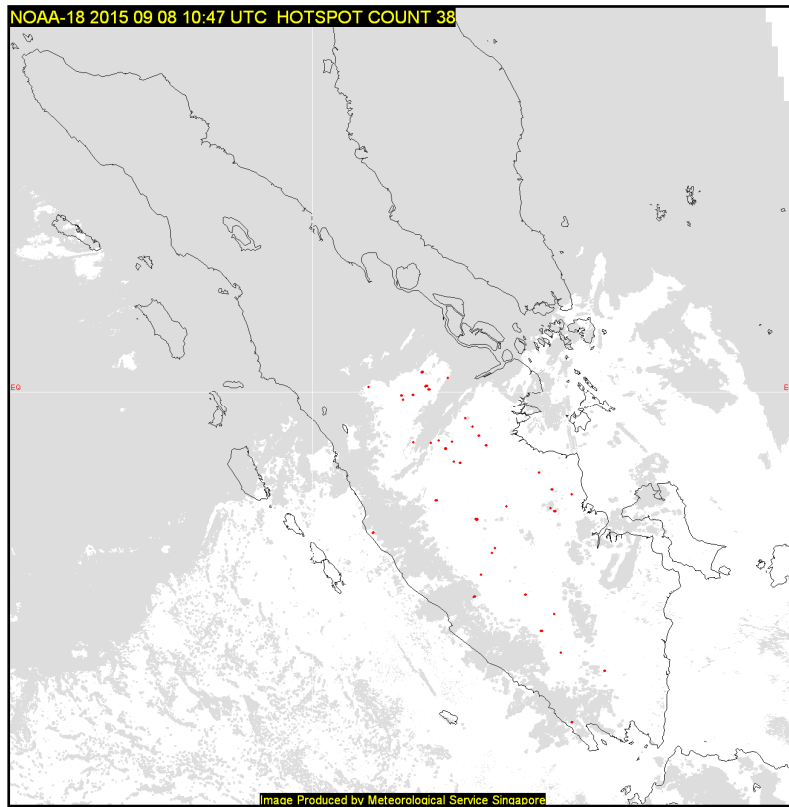 NOAA-18 2015 09 08 10:47 UTC  HOTSPOT COUNT 38
EQ
E
Image Produced by Meteorological Service Singapore